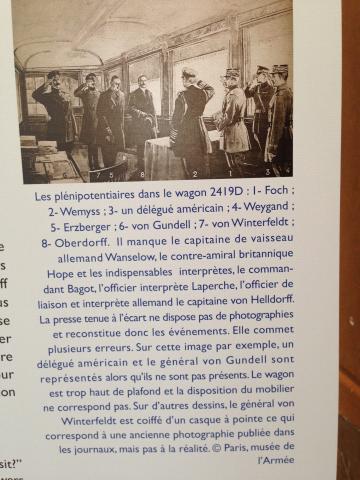 7 5 8 2 1 3 4
Les plénipotentiaires dans le wagon 2419D : 1- Foch ;
2- Wemyss ; 3- un délégué américain ; 4- Weygand ;
5- Erzberger ; 6- von Gundell ; 7- von Winterfeldt ;
8- Oberdorff. Il manque le capitaine de vaisseau
allemand Wanselow, le contre-amiral britannique
Hope et les indispensables interprètes, le comman-
dant Bagot, l'officier interprète Laperche, l'officier de
liaison et interprète allemand le capitaine von Helldorff.
La presse tenue à l'écart ne dispose pas de photographies
et reconstitue donc les événements. Elle commet
plusieurs erreurs. Sur cette image par exemple, un
délégué américain et le général von Gundell sont
représentés alors qu'ils ne sont pas présents. Le wagon
est trop haut de plafond et la disposition du mobilier
ne correspond pas. Sur d'autres dessins, le général von
Winterfeldt est coiffé d'un casque à pointe ce qui
correspond à une ancienne photographie publiée dans
les journaux, mais pas à la réalité. © Paris, musée de
l'Armée